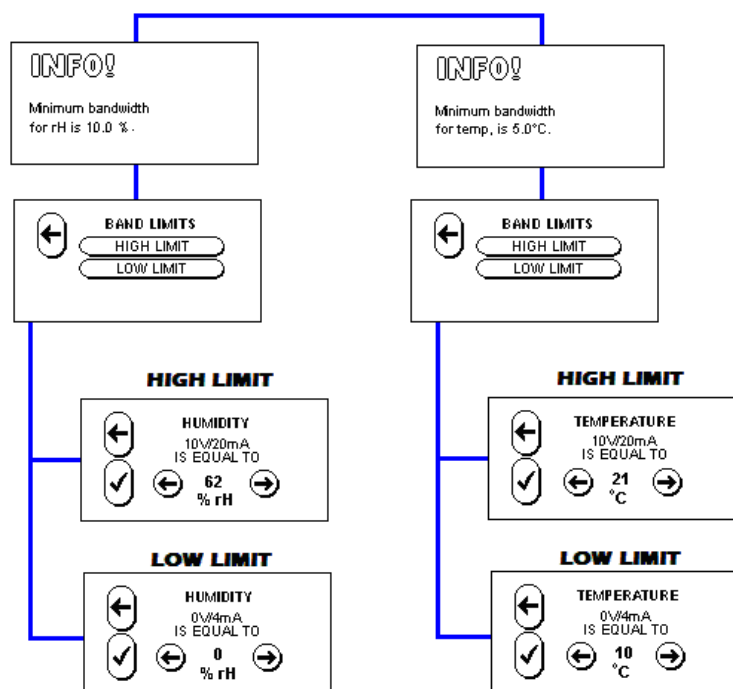 INFO!
Minimum bandwidth
for rH is 10.0 %.
BAND LIMITS
HIGH LIMIT
LOW LIMIT
HIGH LIMIT
HUMIDITY
10V/20mA
IS EQUAL TO
62
% rH
LOW LIMIT
HUMIDITY
0V/4mA
IS EQUAL TO
0
% rH
INFO!
Minimum bandwidth
for temp, is 5.0°C.
BAND LIMITS
HIGH LIMIT
LOW LIMIT
HIGH LIMIT
TEMPERATURE
10V/20mA
IS EQUAL TO
21
°C
LOW LIMIT
TEMPERATURE
0V/4mA
IS EQUAL TO
10
°C